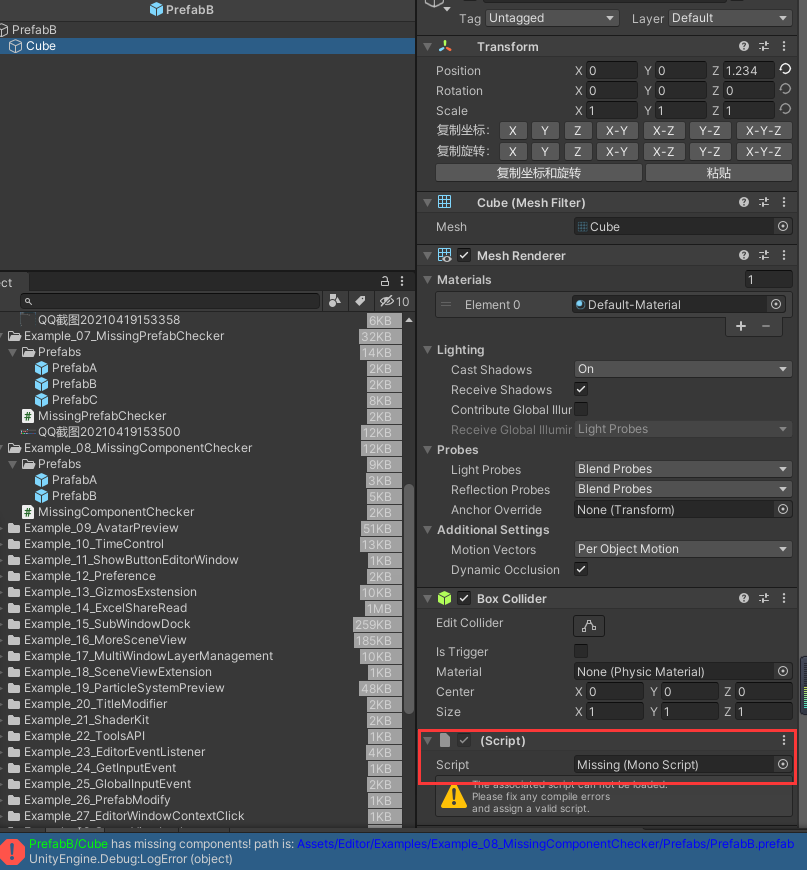 PrefabB
PrefabB
Cube
ect
10
QQ截图20210419153358 6KB
Example_07_MissingPrefabChecker 32KB
Prefabs 14KB
PrefabA 2KB
PrefabB 2KB
PrefabC 8KB
MissingPrefabChecker 2KB
QQ截图20210419153500 12KB
Example_08_MissingComponentChecker 12KB
Prefabs 9KB
PrafabA 3KB
PrefabB 5KB
MissingComponentChecker 2KB
Example_09_AvatarPreview 51KB
Example_10_TimeControl 13KB
Example_11_ShowButtonEditorWindow 1KB
Example_12_Preference 2KB
Example_13_GizmosExstension 10KB
Example_14_ExcelShareRead 1MB
Example_15_SubWindowDock 259KB
Example_16_MoreSceneView 185KB
Example_17_MultiWindowLayerManagement 10KB
Example_18_SceneViewExtension 1KB
Example_19_ParticleSystemPreview 48KB
Example_20_TitleModifier 2KB
Example_21_ShaderKit 2KB
Example_22_ToolsAPI 1KB
Example_23_EditorEventListener 4KB
Example_24_GetInputEvent 1KB
Example_25_GlobalInputEvent 2KB
Example_26_PrefabModify 1KB
Example_27_EditorWindowContextClick 1KB
Tag Untagged Layer Default
Transform
Position X 0 Y 0 Z 1.234
Rotation X 0 Y 0 Z 0
Scale X 1 Y 1 Z 1
复制坐标: X Y Z X-Y X-Z Y-Z X-Y-Z
复制旋转: X Y Z X-Y X-Z Y-Z X-Y-Z
复制坐标和旋转 粘贴
Cube (Mesh Filter)
Mesh Cube
Mesh Renderer
Materials 1
Element 0 Default-Material
Lighting
Cast Shadows On
Receive Shadows
Contribute Global Illur
Receive Global Illumir Light Probes
Probes
Light Probes Blend Probes
Reflection Probes Blend Probes
Anchor Override None (Transform)
Additional Settings
Motion Vectors Per Object Motion
Dynamic Occlusion
Box Collider
Edit Collider
Is Trigger
Material None (Physic Material)
Center X 0 Y 0 Z 0
Size X 1 Y 1 Z 1
(Script)
Script Missing (Mono Script)
The associated script can not be loaded.
Please fix any compile errors
and assign a valid script.
PrefabB/Cube has missing components! path is: Assets/Editor/Examples/Example_08_MissingComponentChecker/Prefabs/PrefabB.prefab
UnityEngine.Debug:LogError (object)